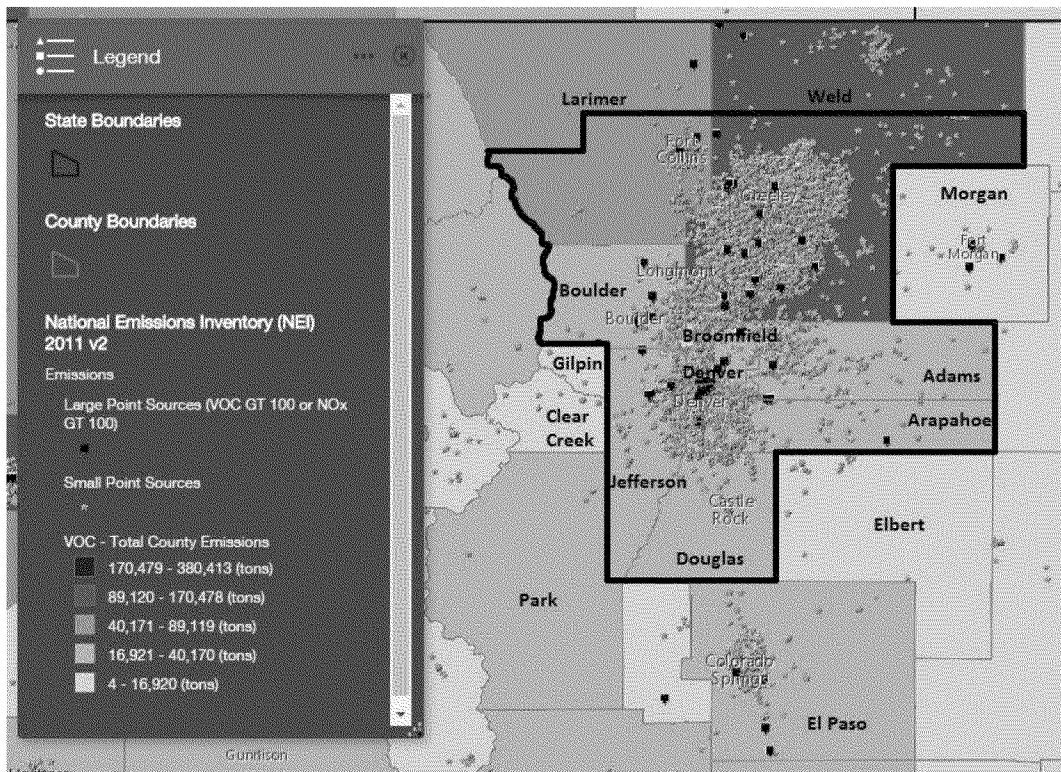 Legend
State Boundaries
County Boundaries
National Emissions Inventory (NEI)
2011 v2
Emissions
Large Point Sources (VOC GT 100 or NOx
GT 100)
Small Point Sources
VOC - Total County Emissions
170,479 - 380,413 (tons)
89,120 - 170,478 (tons)
40,171 - 89,119 (tons)
16,921 - 40,170 (tons)
4 - 16,920 (tons)
Larimer
Weld
Fort
Collins
Greeley
Morgan
Fort
Morgan
Longmont
Boulder
Boulder
Broomfield
Gilpin
Denver
Denver
Adams
Clear
Creek
Arapahoe
Jefferson
Castle
Rock
Elbert
Douglas
Park
Colorado
Springs
El Paso
Gunnison